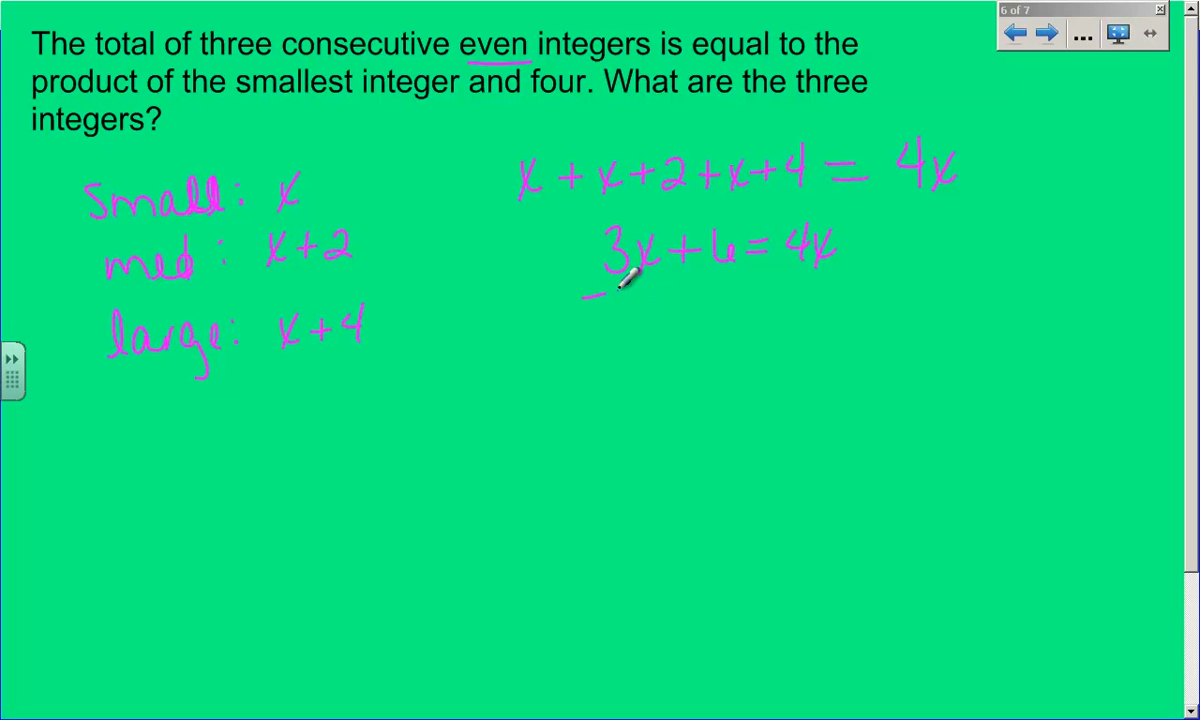 6 of 7
The total of three consecutive even integers is equal to the
product of the smallest integer and four. What are the three
integers?
small: x
med: x+2
large: x+4
x + x+2+x+4 = 4x
3x+6=4x
−